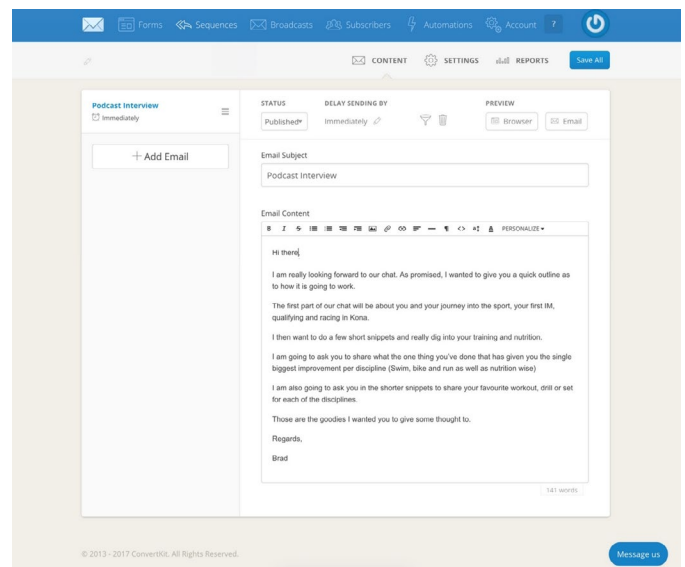 Forms Sequences Broadcasts Subscribers Automations Account ?
CONTENT SETTINGS REPORTS Save All
Podcast Interview
Immediately
+ Add Email
STATUS DELAY SENDING BY PREVIEW
Published Immediately Browser Email
Email Subject
Podcast Interview
Email Content
B I S <> A PERSONALIZE
Hi there,
I am really looking forward to our chat. As promised, I wanted to give you a quick outline as
to how it is going to work.
The first part of our chat will be about you and your journey into the sport, your first IM,
qualifying and racing in Kona.
I then want to do a few short snippets and really dig into your training and nutrition.
I am going to ask you to share what the one thing you've done that has given you the single
biggest improvement per discipline (Swim, bike and run as well as nutrition wise)
I am also going to ask you in the shorter snippets to share your favourite workout, drill or set
for each of the disciplines.
Those are the goodies I wanted you to give some thought to.
Regards,
Brad
141 words
© 2013 - 2017 ConvertKit. All Rights Reserved.
Message us